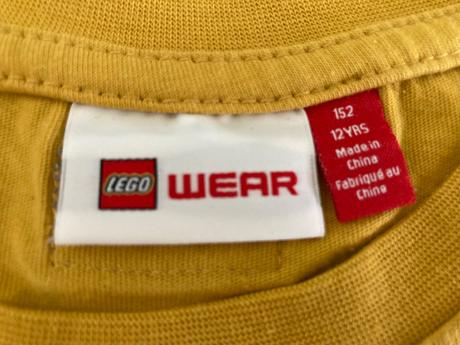 LEGO WEAR
152
12YRS
Made in
China
Fabriqué au
Chine